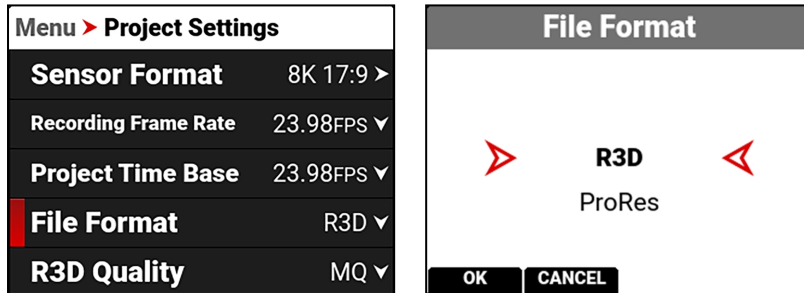 Menu > Project Settings
Sensor Format 8K 17:9 >
Recording Frame Rate 23.98FPS
Project Time Base 23.98FPS
File Format R3D
R3D Quality MQ
File Format
R3D
ProRes
OK CANCEL